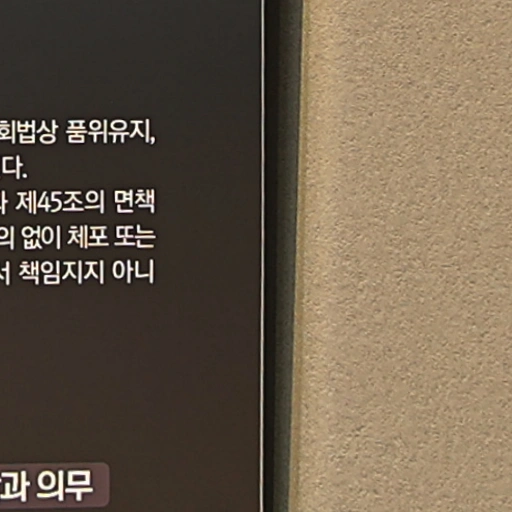 회법상 품위유지,
다.
제45조의 면책
의 없이 체포 또는
서 책임지지 아니
과 의무